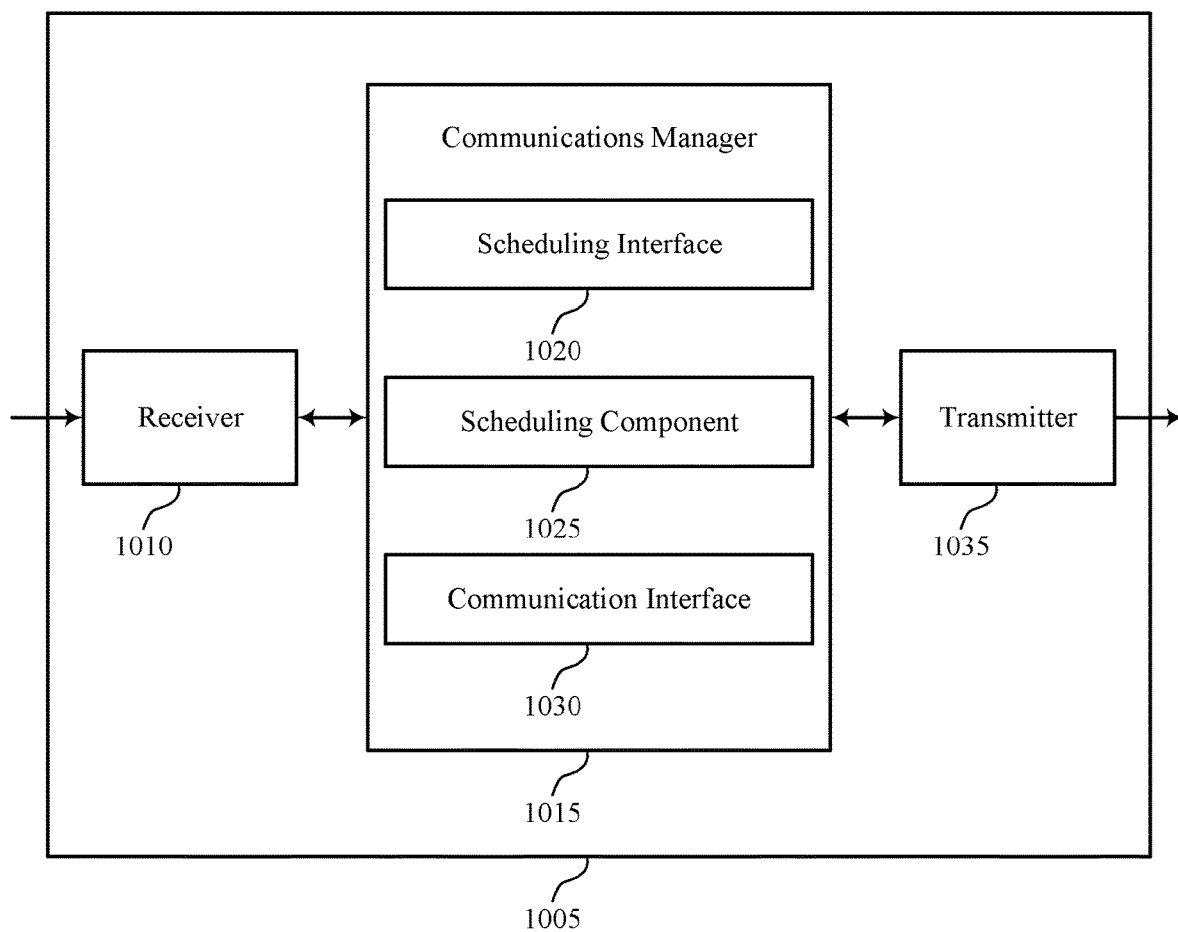 Communications Manager
Scheduling Interface
1020
Receiver
1010
Scheduling Component
1025
Transmitter
1035
Communication Interface
1030
1015
1005